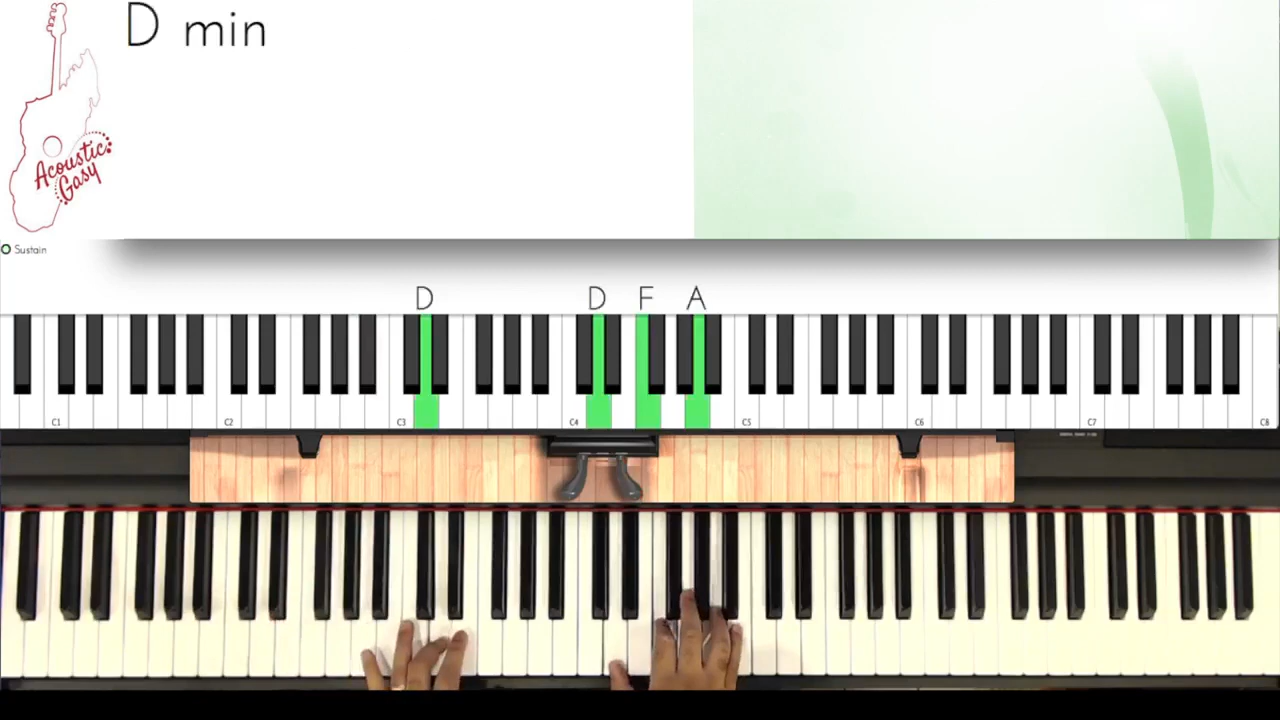 D min
Acoustic
Gasy
Sustain
D D F A
C1 C2 C3 C4 C5 C6 C7 C8